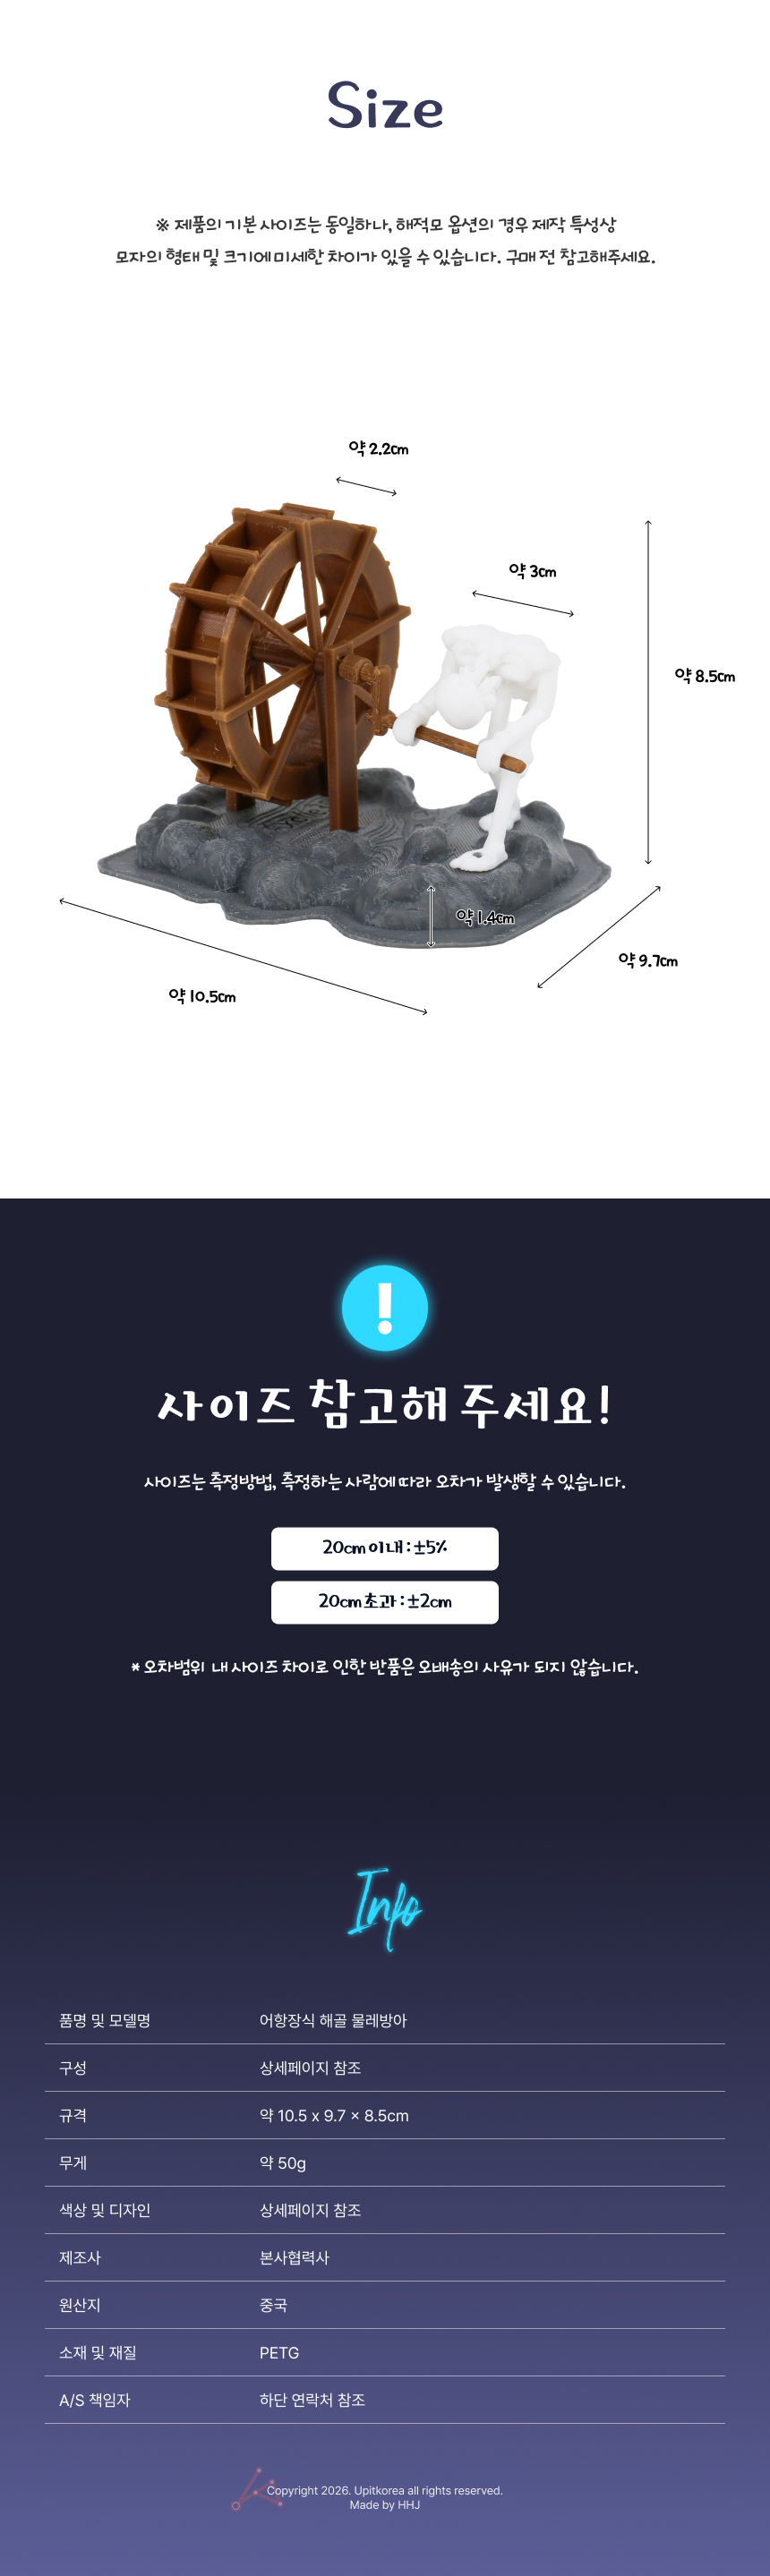 Size
※ 제품의 기본 사이즈는 동일하나, 해적모 옵션의 경우 제작 특성상
모자의 형태 및 크기에 미세한 차이가 있을 수 있습니다. 구매 전 참고해주세요.
약 2.2cm
약 3cm
약 8.5cm
약 1.4cm
약 9.7cm
약 10.5cm
!
사이즈 참고해 주세요!
사이즈는 측정방법, 측정하는 사람에 따라 오차가 발생할 수 있습니다.
20cm 이내 : ±5%
20cm 초과 : ±2cm
* 오차범위 내 사이즈 차이로 인한 반품은 오배송의 사유가 되지 않습니다.
Info
품명 및 모델명 어항장식 해골 물레방아
구성 상세페이지 참조
규격 약 10.5 x 9.7 × 8.5cm
무게 약 50g
색상 및 디자인 상세페이지 참조
제조사 본사협력사
원산지 중국
소재 및 재질 PETG
A/S 책임자 하단 연락처 참조
Copyright 2026. Upitkorea all rights reserved.
Made by HHJ